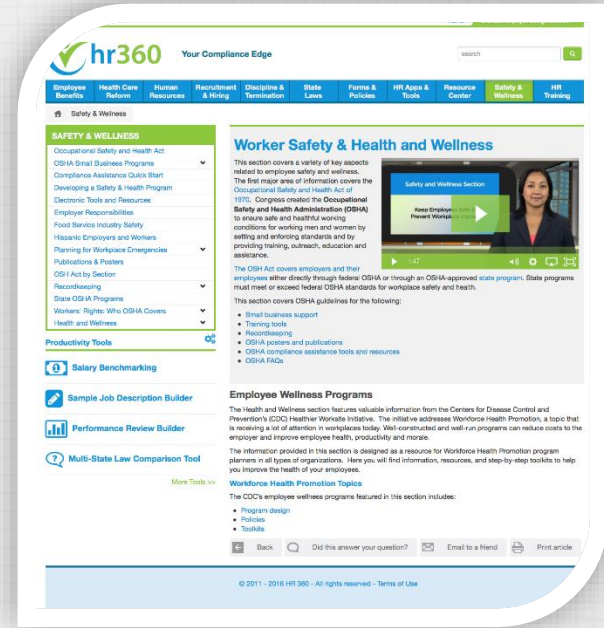 hr360
Your Compliance Edge
search
Employee Benefits
Health Care Reform
Human Resources
Recruitment & Hiring
Discipline & Termination
State Laws
Forms & Policies
HR Apps & Tools
Resource Center
Safety & Wellness
HR Training
Safety & Wellness
SAFETY & WELLNESS
Occupational Safety and Health Act
OSHA Small Business Programs
Compliance Assistance Quick Start
Developing a Safety & Health Program
Electronic Tools and Resources
Employer Responsibilities
Food Service Industry Safety
Hispanic Employers and Workers
Planning for Workplace Emergencies
Publications & Posters
OSH Act by Section
Recordkeeping
State OSHA Programs
Workers' Rights: Who OSHA Covers
Health and Wellness
Productivity Tools
Salary Benchmarking
Sample Job Description Builder
Performance Review Builder
Multi-State Law Comparison Tool
More Tools >>
Worker Safety & Health and Wellness
This section covers a variety of key aspects
related to employee safety and wellness.
The first major area of information covers the
Occupational Safety and Health Act of
1970. Congress created the Occupational
Safety and Health Administration (OSHA)
to ensure safe and healthful working
conditions for working men and women by
setting and enforcing standards and by
providing training, outreach, education and
assistance.
Safety and Wellness Section
Keep Employees
Prevent Workplace
1:47
The OSH Act covers employers and their
employees either directly through federal OSHA or through an OSHA-approved state program. State programs
must meet or exceed federal OSHA standards for workplace safety and health.
This section covers OSHA guidelines for the following:
• Small business support
• Training tools
• Recordkeeping
• OSHA posters and publications
• OSHA compliance assistance tools and resources
• OSHA FAQs
Employee Wellness Programs
The Health and Wellness section features valuable information from the Centers for Disease Control and
Prevention's (CDC) Healthier Worksite Initiative. The initiative addresses Workforce Health Promotion, a topic that
is receiving a lot of attention in workplaces today. Well-constructed and well-run programs can reduce costs to the
employer and improve employee health, productivity and morale.
The information provided in this section is designed as a resource for Workforce Health Promotion program
planners in all types of organizations. Here you will find information, resources, and step-by-step toolkits to help
you improve the health of your employees.
Workforce Health Promotion Topics
The CDC's employee wellness programs featured in this section includes:
• Program design
• Policies
• Toolkits
Back
Did this answer your question?
Email to a friend
Print article
© 2011 - 2016 HR 360 - All rights reserved - Terms of Use